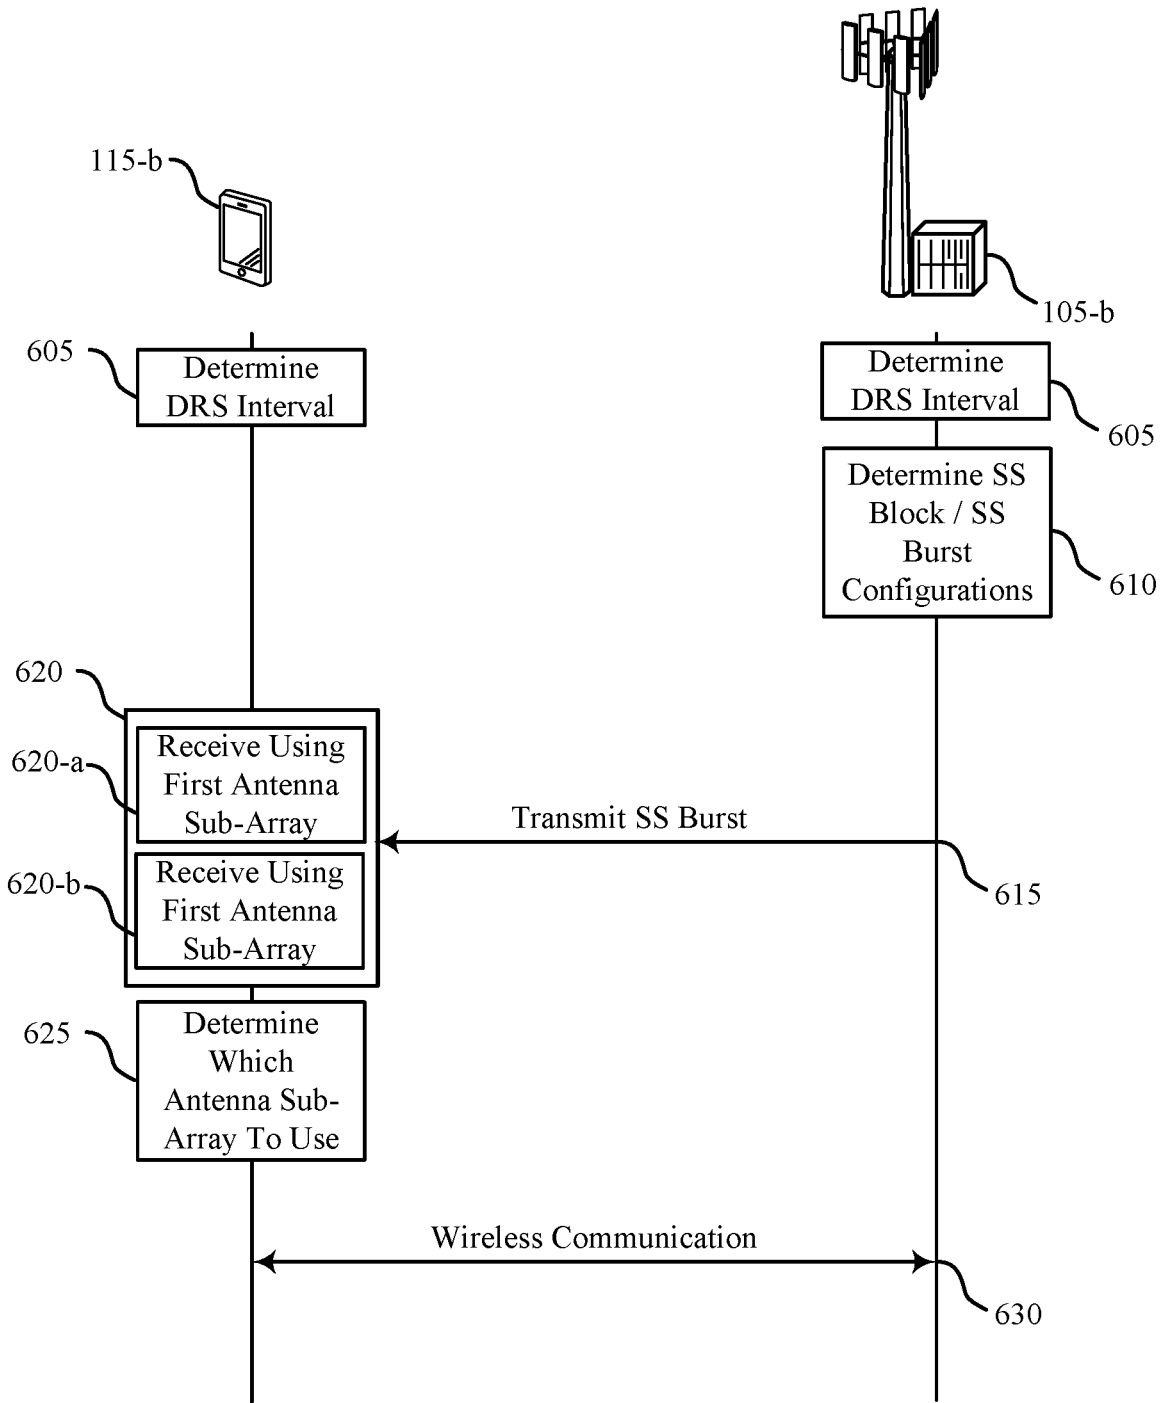 115-b
105-b
605
Determine
DRS Interval
Determine
DRS Interval
605
Determine SS
Block / SS
Burst
Configurations
610
620
620-a
Receive Using
First Antenna
Sub-Array
Transmit SS Burst
615
620-b
Receive Using
First Antenna
Sub-Array
625
Determine
Which
Antenna Sub-
Array To Use
Wireless Communication
630